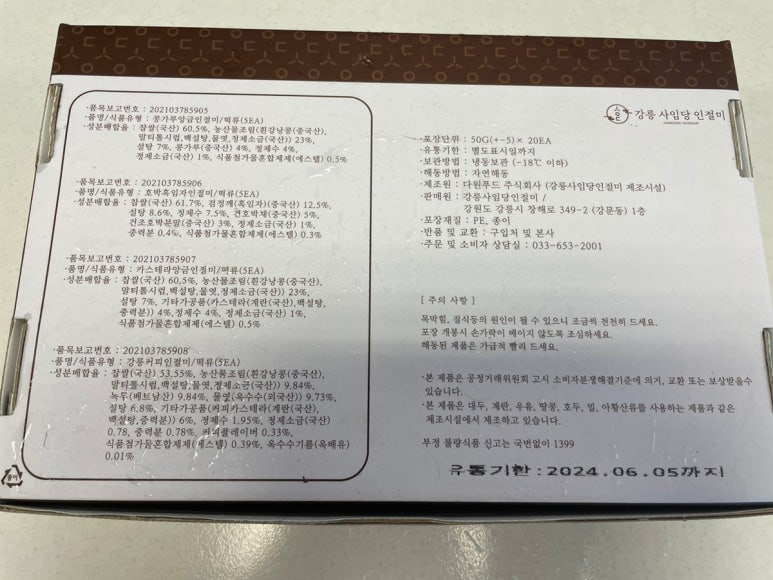 ·품목보고번호 : 202103785905
·품명/식품유형 : 콩가루앙금인절미/떡류(5EA)
·성분배합율 : 찹쌀(국산) 60.5%, 농산물조림(흰강낭콩(중국산),
말티톨시럽,백설탕,물엿,정제소금(국산)) 23%,
설탕 7%, 콩가루(중국산) 4%, 정제수 4%,
정제소금(국산) 1%, 식품첨가물혼합제제(에스텔) 0.5%
·품목보고번호 : 202103785906
·품명/식품유형 : 호박흑임자인절미/떡류(5EA)
·성분배합율 : 찹쌀(국산) 61.7%, 검정깨(흑임자)(중국산) 12.5%,
설탕 8.6%, 정제수 7.5%, 건호박채(중국산) 5%,
건조호박분말(중국산) 3%, 정제소금(국산) 1%,
중력분 0.4%, 식품첨가물혼합제제(에스텔) 0.3%
·품목보고번호 : 202103785907
·품명/식품유형 : 카스테라앙금인절미/떡류(5EA)
·성분배합율 : 찹쌀(국산) 60.5%, 농산물조림(흰강낭콩(중국산),
말티톨시럽,백설탕,물엿,정제소금(국산)) 23%,
설탕 7%, 기타가공품(카스테라(계란(국산),백설탕,
중력분)) 4%,정제수 4%, 정제소금(국산) 1%,
식품첨가물혼합제제(에스텔) 0.5%
·품목보고번호 : 202103785908
·품명/식품유형 : 강릉커피인절미/떡류(5EA)
·성분배합율 : 찹쌀(국산) 53.55%, 농산물조림(흰강낭콩(중국산),
말티톨시럽,백설탕,물엿,정제소금(국산)) 9.84%,
녹두(베트남산) 9.84%, 물엿(옥수수(외국산)) 9.73%,
설탕 6.8%, 기타가공품(커피카스테라(계란(국산),
백설탕,중력분)) 6%, 정제수 1.95%, 정제소금(국산)
0.78, 중력분 0.78%, 커피플레이버 0.33%,
식품첨가물혼합제제(에스텔) 0.39%, 옥수수기름(옥배유)
0.01%
강릉 사임당 인절미
·포장단위 : 50G(+-5)× 20EA
·유통기한 : 별도표시일까지
·보관방법 : 냉동보관 (-18℃ 이하)
·해동방법 : 자연해동
·제조원 : 다원푸드 주식회사 (강릉사임당인절미 제조시설)
·판매원 : 강릉사임당인절미 /
강원도 강릉시 창해로 349-2 (강문동) 1층
·포장재질 : PE, 종이
·반품 및 교환 : 구입처 및 본사
·주문 및 소비자 상담실 : 033-653-2001
[ 주의 사항 ]
목막힘, 질식등의 원인이 될 수 있으니 조금씩 천천히 드세요.
포장 개봉시 손가락이 베이지 않도록 조심하세요.
해동된 제품은 가급적 빨리 드세요.
·본 제품은 공정거래위원회 고시 소비자분쟁해결기준에 의거, 교환 또는 보상받을수
있습니다.
·본 제품은 대두, 계란, 우유, 땅콩, 호두, 밀, 아황산류를 사용하는 제품과 같은
제조시설에서 제조하고 있습니다.
부정 불량식품 신고는 국번없이 1399
유통기한:2024.06.05까지